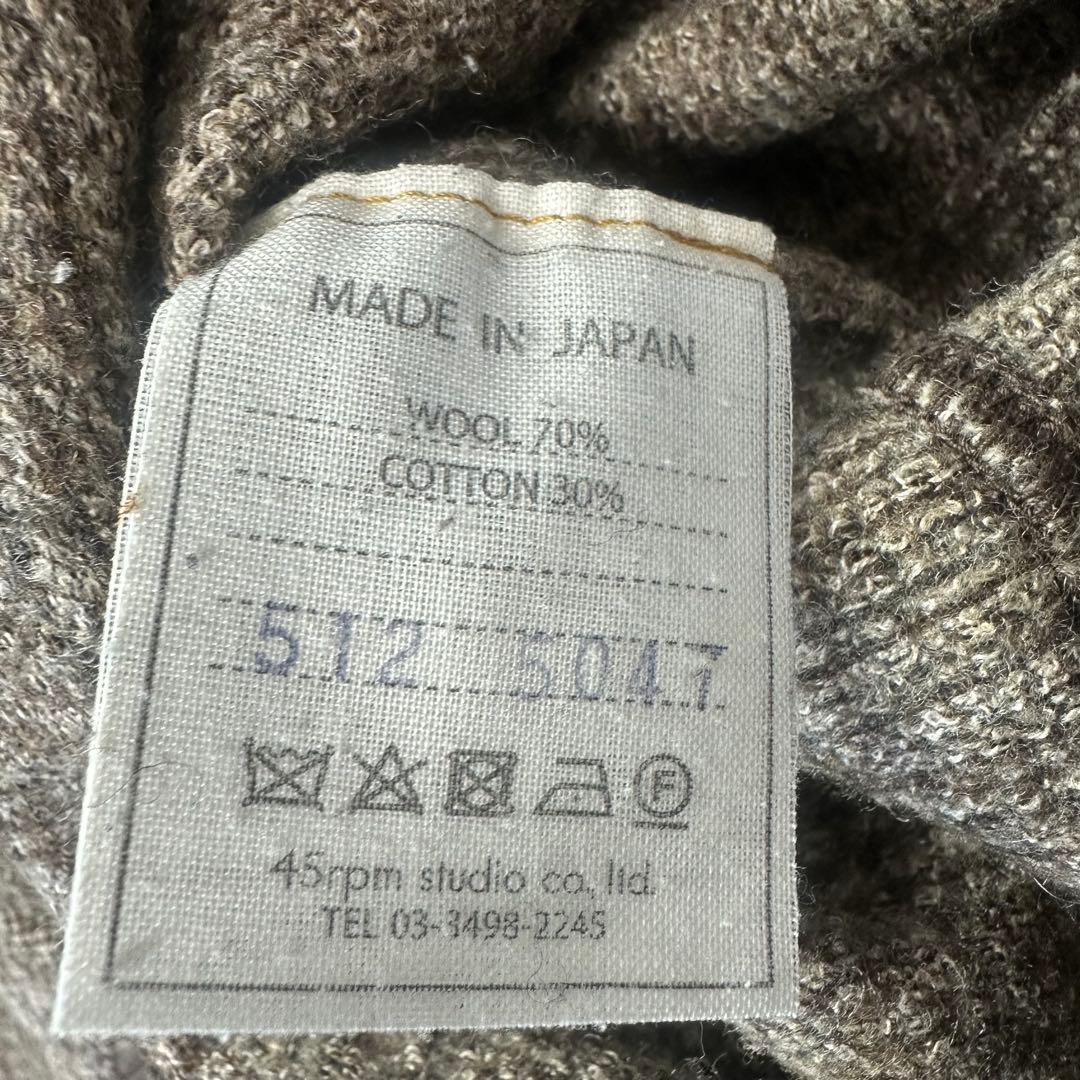 MADE IN JAPAN
WOOL 70%
COTTON 30%
512 5047
F
45rpm studio co., ltd.
TEL 03-3498-2245